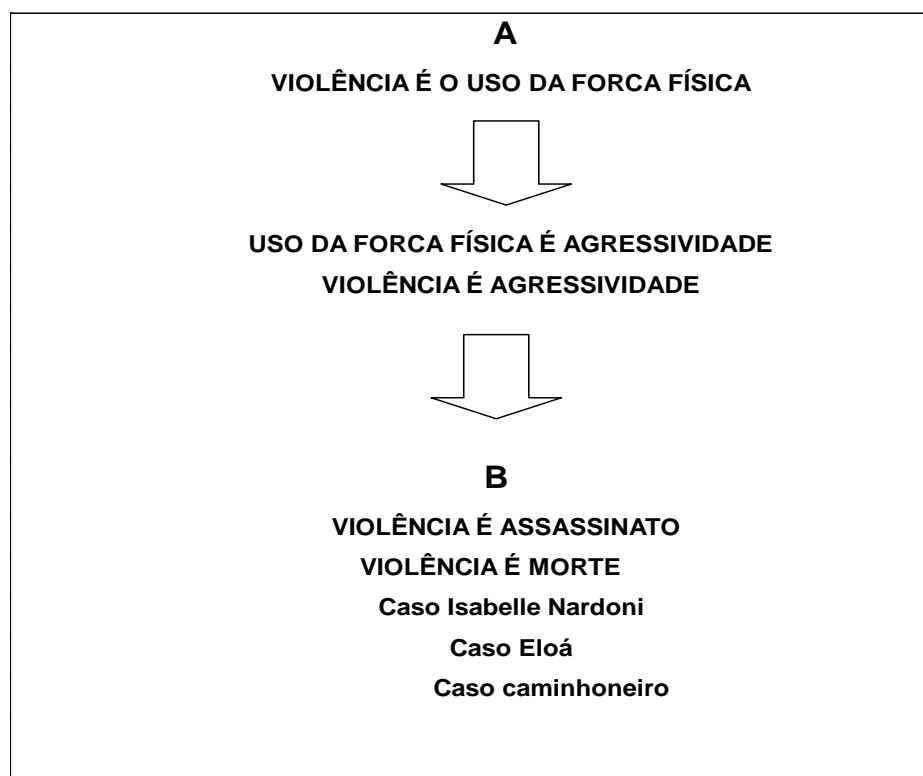 A
VIOLÊNCIA É O USO DA FORCA FÍSICA
USO DA FORCA FÍSICA É AGRESSIVIDADE
VIOLÊNCIA É AGRESSIVIDADE
B
VIOLÊNCIA É ASSASSINATO
VIOLÊNCIA É MORTE
Caso Isabelle Nardoni
Caso Eloá
Caso caminhoneiro